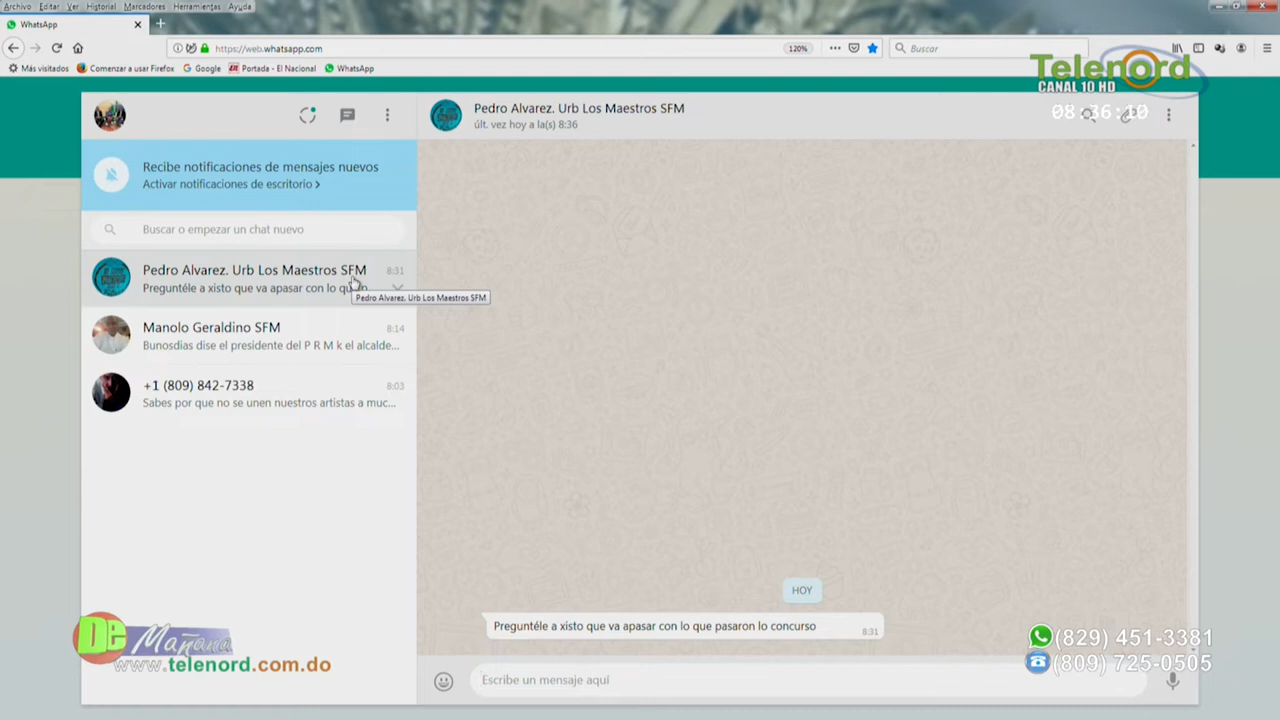 Archivo Editar Ver Historial Marcadores Herramientas Ayuda
WhatsApp
https://web.whatsapp.com
120%
Buscar
Más visitados
Comenzar a usar Firefox
Google
Portada - El Nacional
WhatsApp
Telenord
CANAL 10 HD
08:36:10
Pedro Alvarez. Urb Los Maestros SFM
últ. vez hoy a la(s) 8:36
Recibe notificaciones de mensajes nuevos
Activar notificaciones de escritorio >
Buscar o empezar un chat nuevo
Pedro Alvarez. Urb Los Maestros SFM 8:31
Preguntéle a xisto que va apasar con lo que
Pedro Alvarez. Urb Los Maestros SFM
Manolo Geraldino SFM 8:14
Bunosdias dise el presidente del P R M k el alcalde...
+1 (809) 842-7338 8:03
Sabes por que no se unen nuestros artistas a muc...
HOY
Preguntéle a xisto que va apasar con lo que pasaron lo concurso 8:31
Escribe un mensaje aquí
De Mañana
www.telenord.com.do
(829) 451-3381
(809) 725-0505